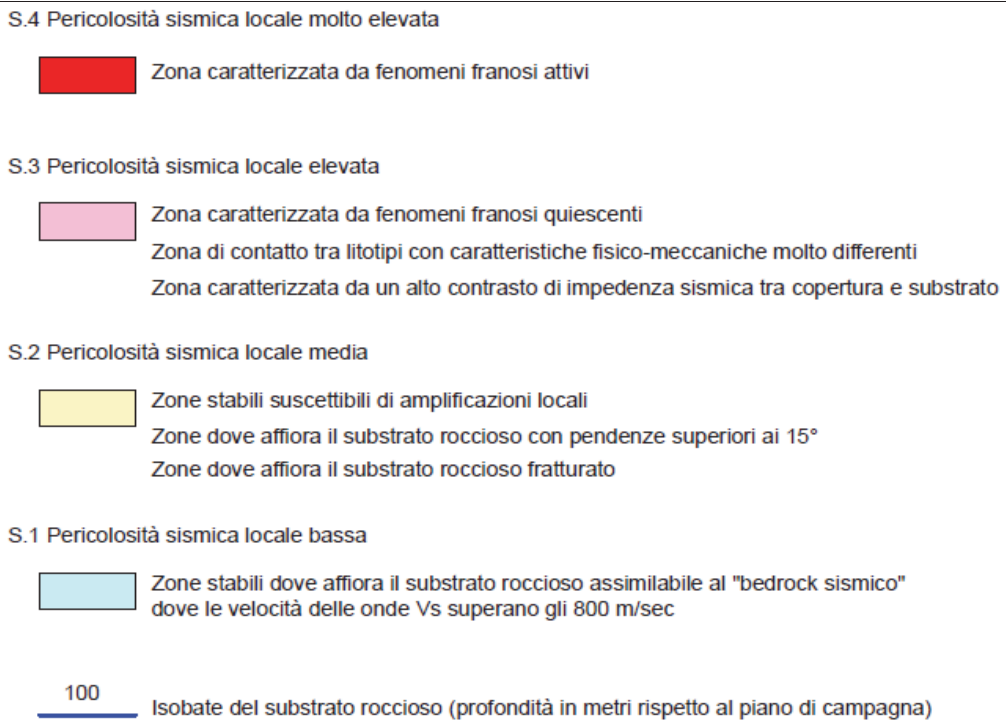 S.4 Pericolosità sismica locale molto elevata
Zona caratterizzata da fenomeni franosi attivi
S.3 Pericolosità sismica locale elevata
Zona caratterizzata da fenomeni franosi quiescenti
Zona di contatto tra litotipi con caratteristiche fisico-meccaniche molto differenti
Zona caratterizzata da un alto contrasto di impedenza sismica tra copertura e substrato
S.2 Pericolosità sismica locale media
Zone stabili suscettibili di amplificazioni locali
Zone dove affiora il substrato roccioso con pendenze superiori ai 15°
Zone dove affiora il substrato roccioso fratturato
S.1 Pericolosità sismica locale bassa
Zone stabili dove affiora il substrato roccioso assimilabile al "bedrock sismico"
dove le velocità delle onde Vs superano gli 800 m/sec
100
Isobate del substrato roccioso (profondità in metri rispetto al piano di campagna)